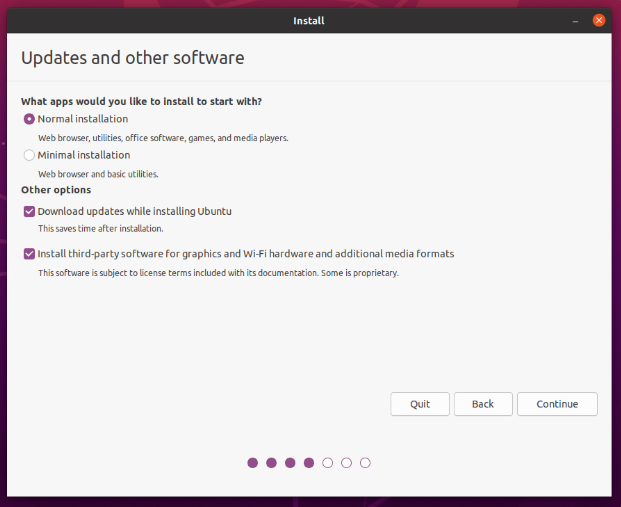 Install
Updates and other software
What apps would you like to install to start with?
Normal installation
Web browser, utilities, office software, games, and media players.
Minimal installation
Web browser and basic utilities.
Other options
Download updates while installing Ubuntu
This saves time after installation.
Install third-party software for graphics and Wi-Fi hardware and additional media formats
This software is subject to license terms included with its documentation. Some is proprietary.
Quit
Back
Continue